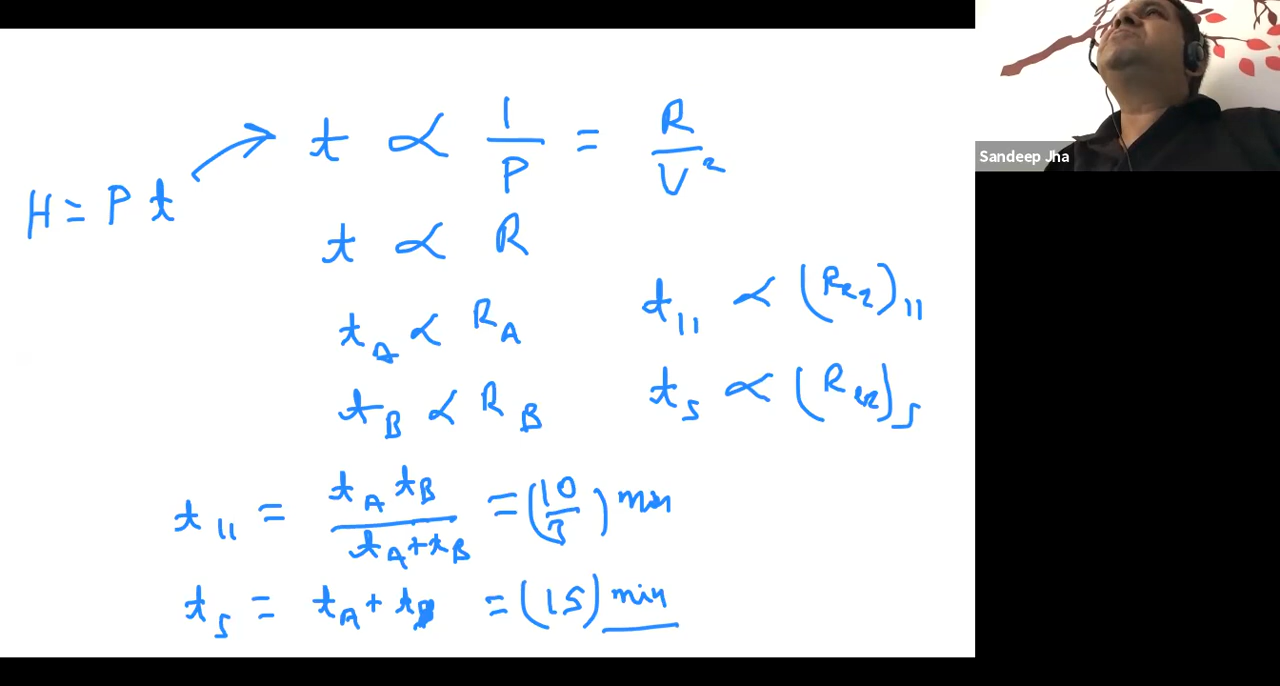 t ∝ 1/P = R/V²
H = P t
t ∝ R
t_A ∝ R_A
t_|| ∝ (R_eq)_||
t_B ∝ R_B
t_s ∝ (R_eq)_s
t_|| = t_A t_B / t_A + t_B = (10/3) min
t_s = t_A + t_B = (15) min
Sandeep Jha